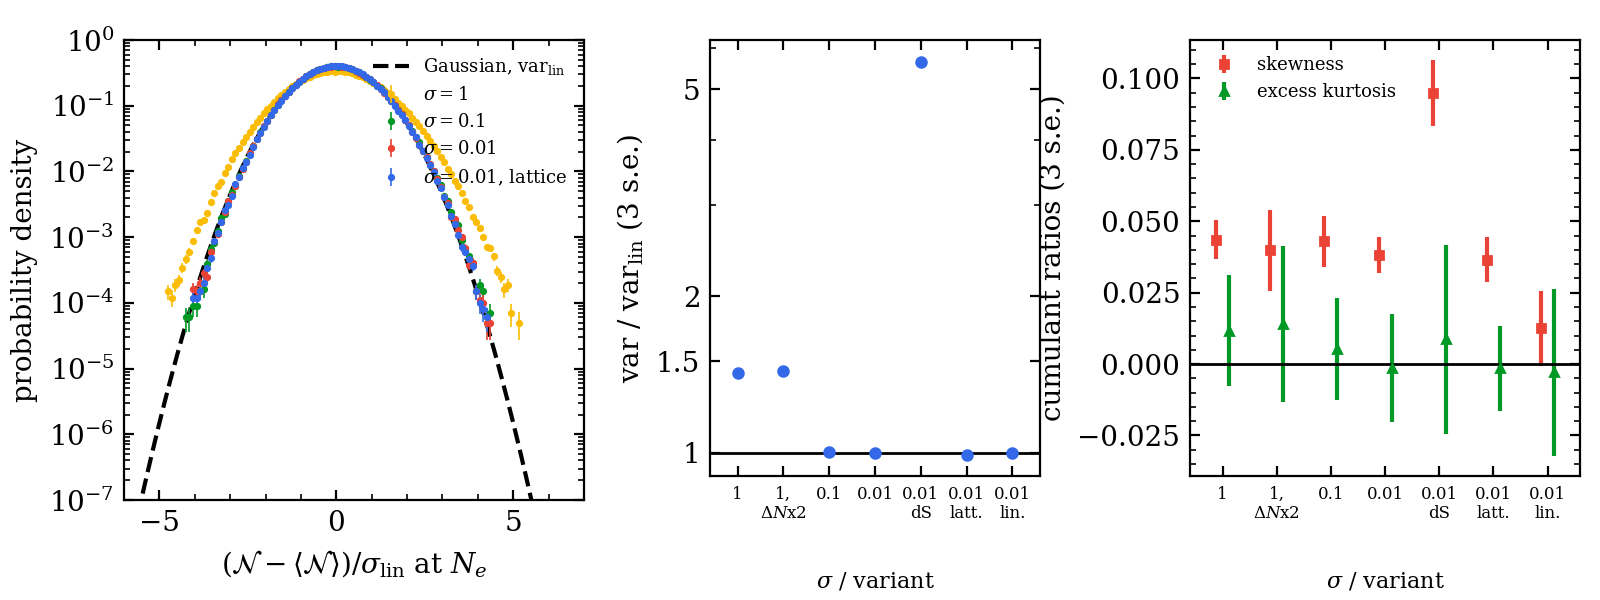 10⁰
10⁻¹
10⁻²
10⁻³
10⁻⁴
10⁻⁵
10⁻⁶
10⁻⁷
probability density
−5 0 5
(𝒩 − ⟨𝒩⟩)/σ_lin at N_e
Gaussian, var_lin
σ = 1
σ = 0.1
σ = 0.01
σ = 0.01, lattice
5
2
1.5
1
var / var_lin (3 s.e.)
1 1, 0.1 0.01 0.01 0.01 0.01
ΔNx2 dS latt. lin.
σ / variant
skewness
excess kurtosis
0.100
0.075
0.050
0.025
0.000
−0.025
cumulant ratios (3 s.e.)
1 1, 0.1 0.01 0.01 0.01 0.01
ΔNx2 dS latt. lin.
σ / variant